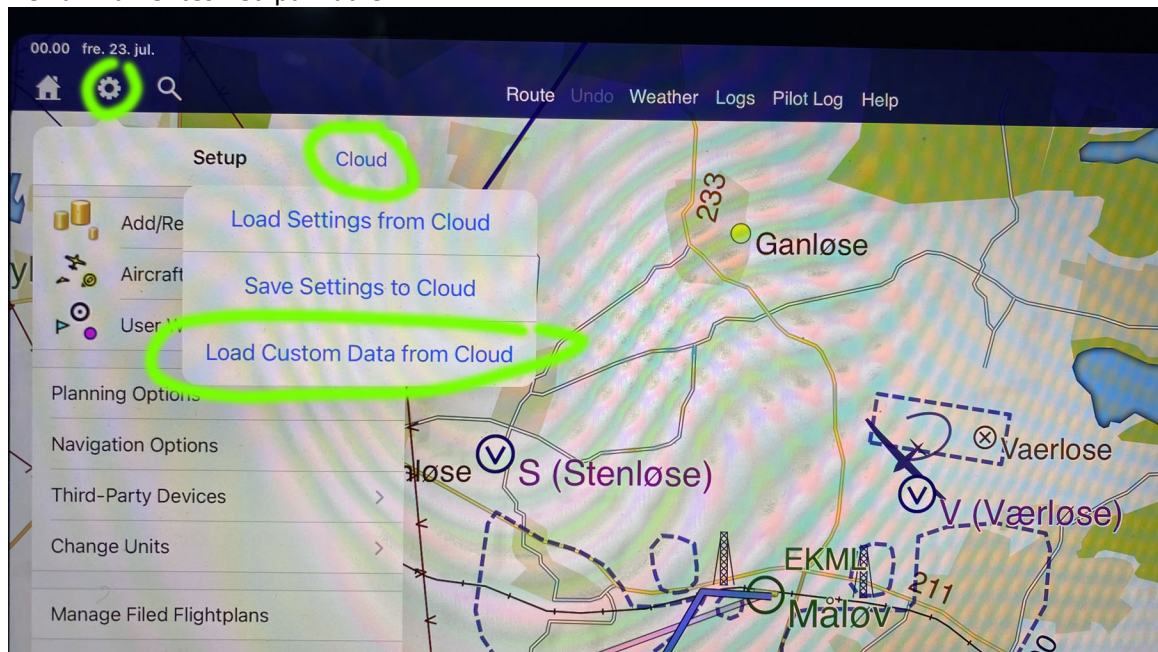 00.00 fre. 23. jul.
Route Undo Weather Logs Pilot Log Help
Setup Cloud
Load Settings from Cloud
Add/Re
Save Settings to Cloud
Aircraft
Load Custom Data from Cloud
Planning Options
Navigation Options
Third-Party Devices
Change Units
Manage Filed Flightplans
233
Ganløse
Vaerlose
S (Stenløse)
V (Værløse)
EKML
Måløv
211